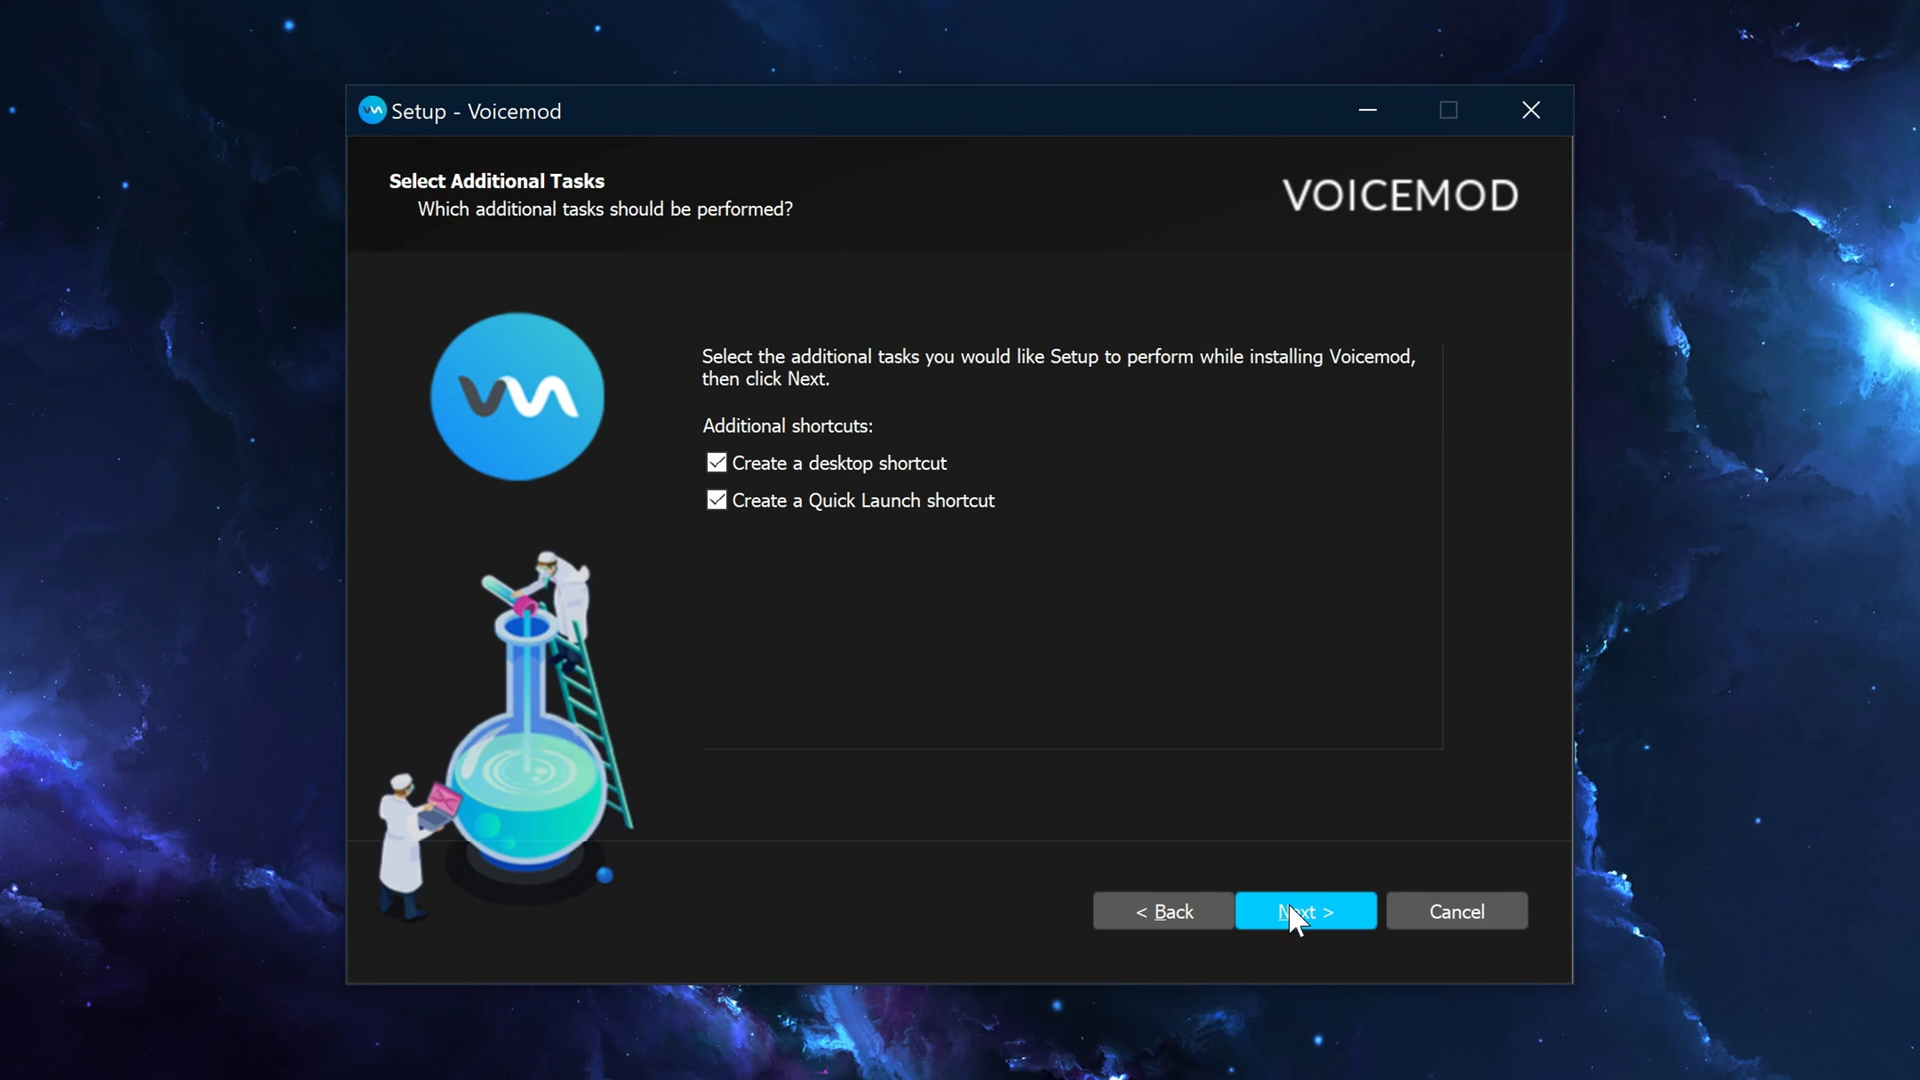 Setup - Voicemod
Select Additional Tasks
Which additional tasks should be performed?
VOICEMOD
Select the additional tasks you would like Setup to perform while installing Voicemod,
then click Next.
Additional shortcuts:
Create a desktop shortcut
Create a Quick Launch shortcut
< Back
Next >
Cancel